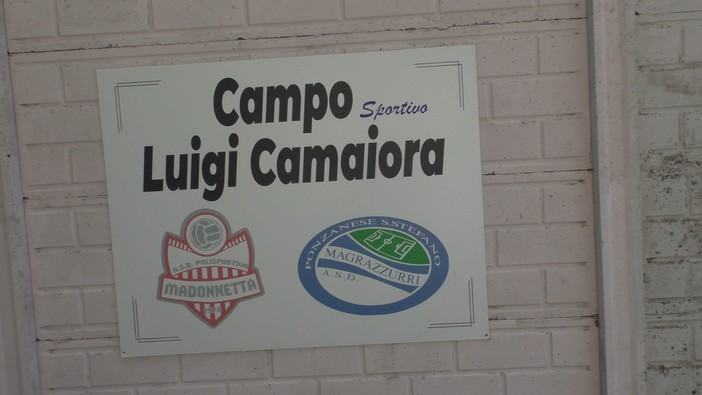 Campo Sportivo
Luigi Camaiora
A.S.D. POLISPORTIVA
MADONNETTA
PONZANESE S.STEFANO
MAGRAZZURRI
A.S.D.